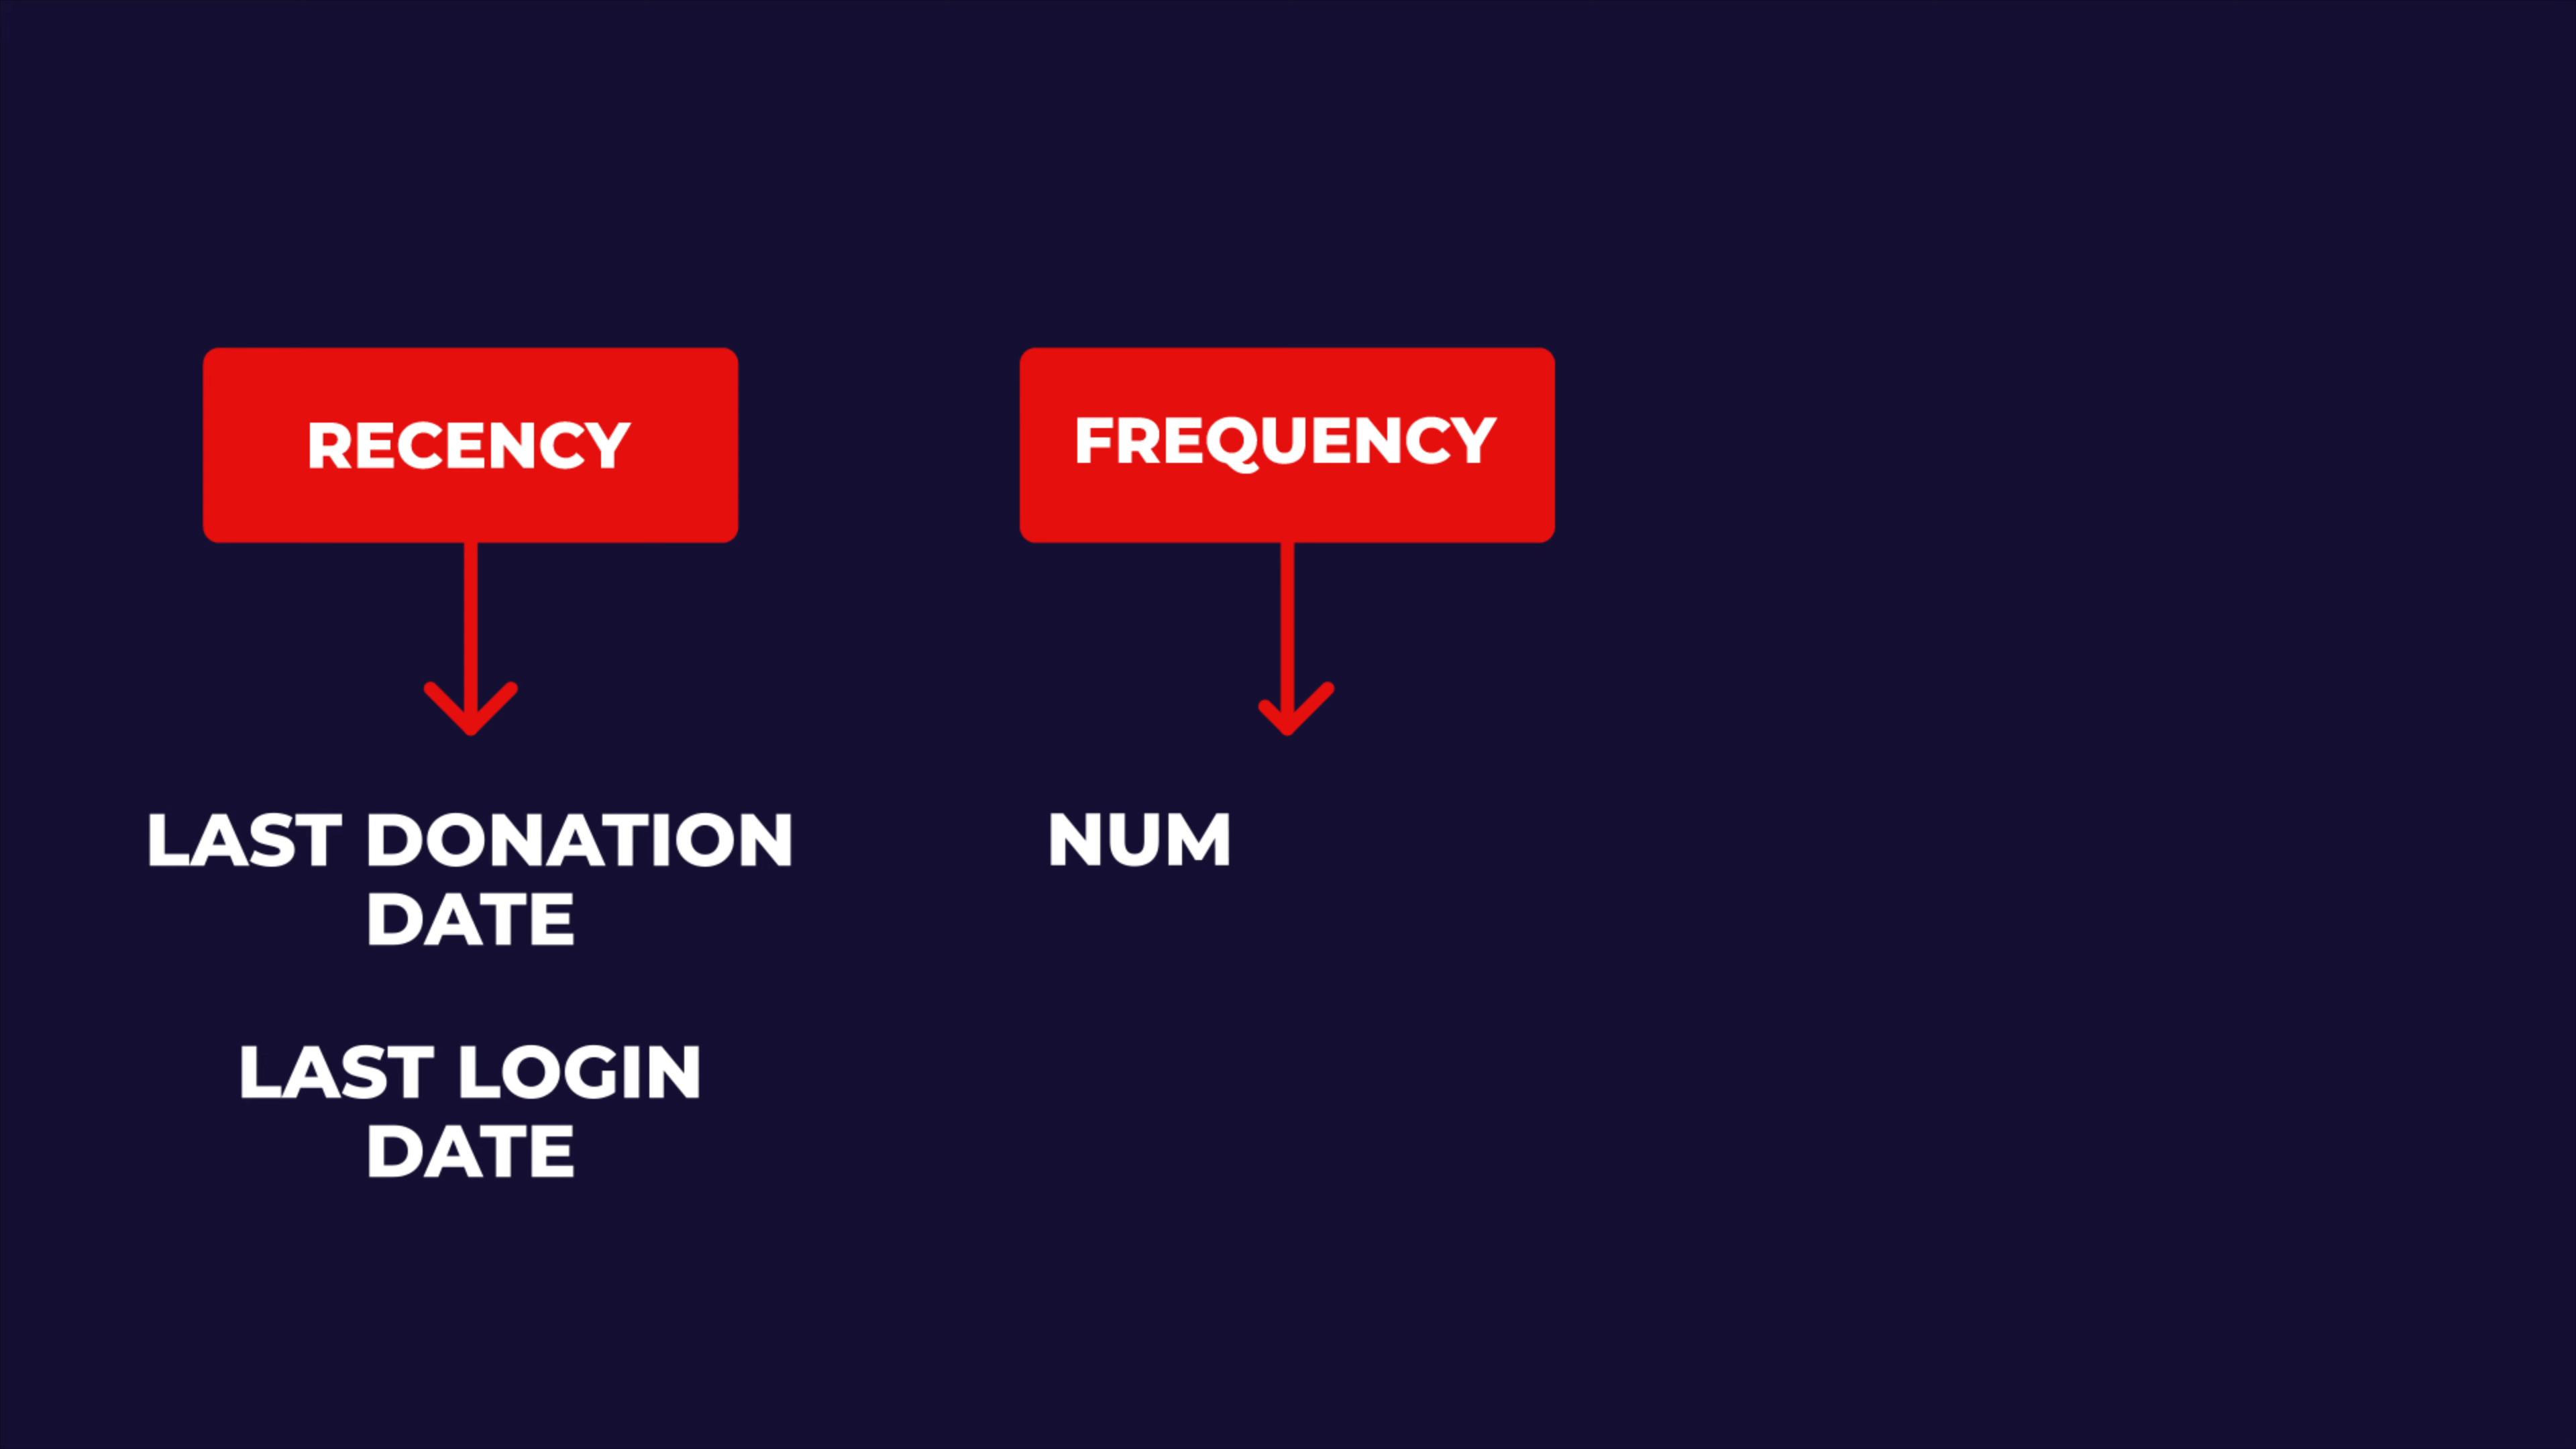 RECENCY
FREQUENCY
LAST DONATION
DATE
LAST LOGIN
DATE
NUM